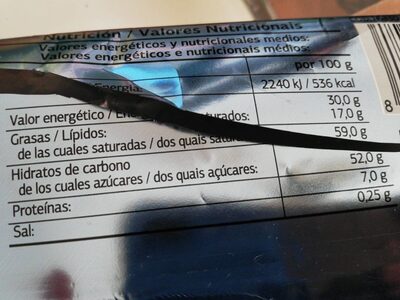 Nutrición / Valores Nutricionais
Valores energéticos y nutricionales medios:
Valores energéticos e nutricionais médios:
por 100 g
2240 kJ / 536 kcal
Valor energético /
30,0 g
Grasas / Lípidos:
17,0 g
de las cuales saturadas / dos quais
59,0 g
Hidratos de carbono
52,0 g
de los cuales azúcares / dos quais açúcares:
7,0 g
Proteínas:
0,25 g
Sal:
8